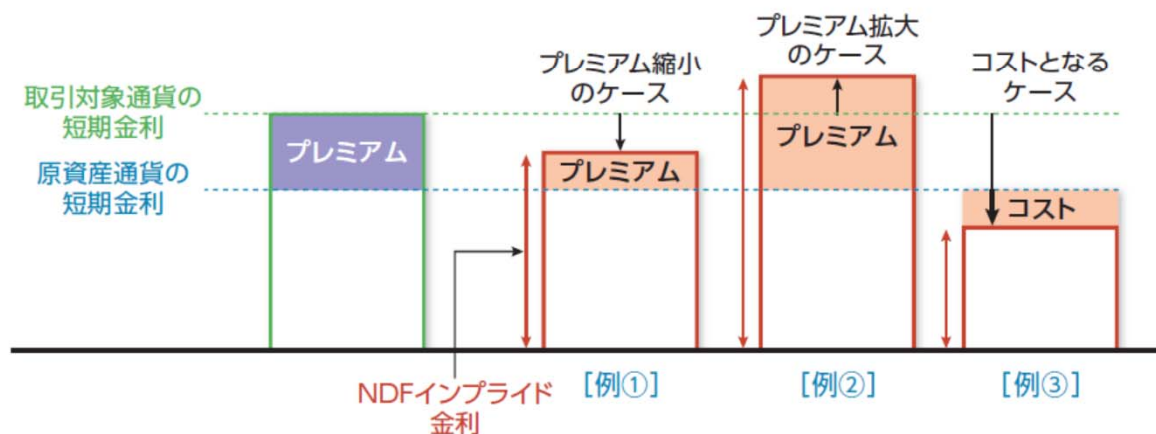 取引対象通貨の
短期金利
原資産通貨の
短期金利
プレミアム
プレミアム縮小
のケース
プレミアム
プレミアム拡大
のケース
プレミアム
コストとなる
ケース
コスト
NDFインプライド
金利
[例①]
[例②]
[例③]